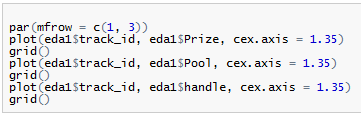 par(mfrow = c(1, 3))
plot(eda1$track_id, eda1$Prize, cex.axis = 1.35)
grid()
plot(eda1$track_id, eda1$Pool, cex.axis = 1.35)
grid()
plot(eda1$track_id, eda1$handle, cex.axis = 1.35)
grid()